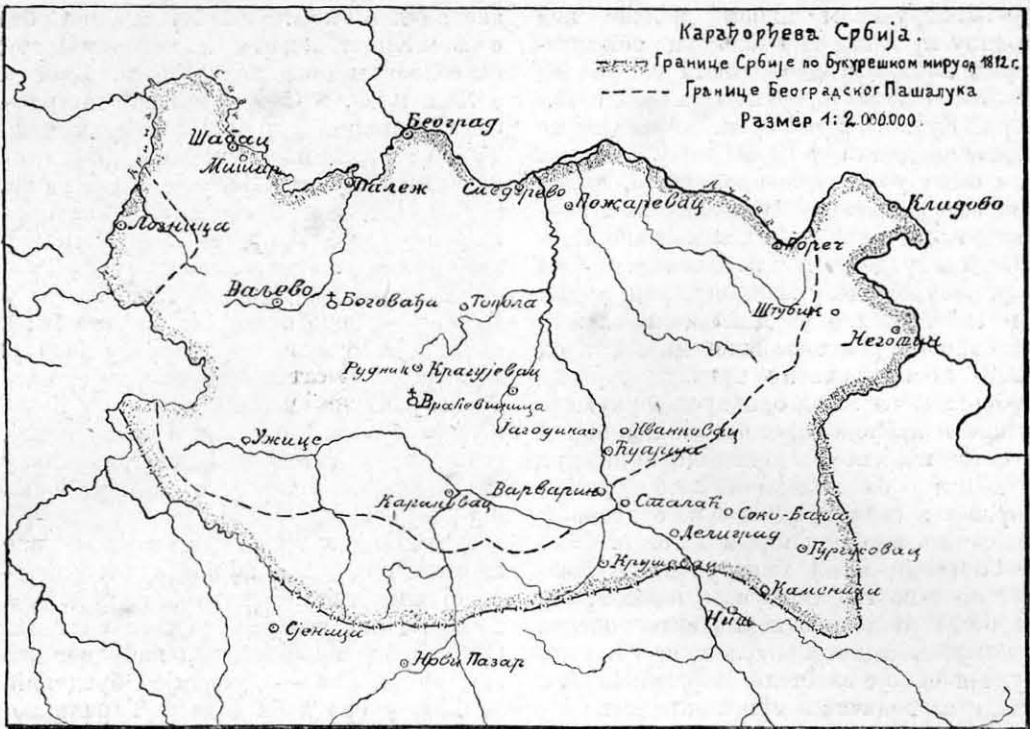 Карађорђева Србија.
Границе Србије по Букурешком миру од 1812 г.
Границе Београдског Пашалука
Размер 1: 2.000.000.
Београд
Шабац
Мишар
Палеж
Смедерево
Пожаревац
Кладово
Лозница
Пореч
Ваљево
Боговађа
Топола
Штубик
Неготин
Рудник
Крагујевац
Враћевшница
Ужице
Јагодина
Ивановац
Ћуприја
Варварин
Карановац
Соко-Бања
Делиград
Гургусовац
Крушевац
Каменица
Ниш
Сјеница
Нови Пазар